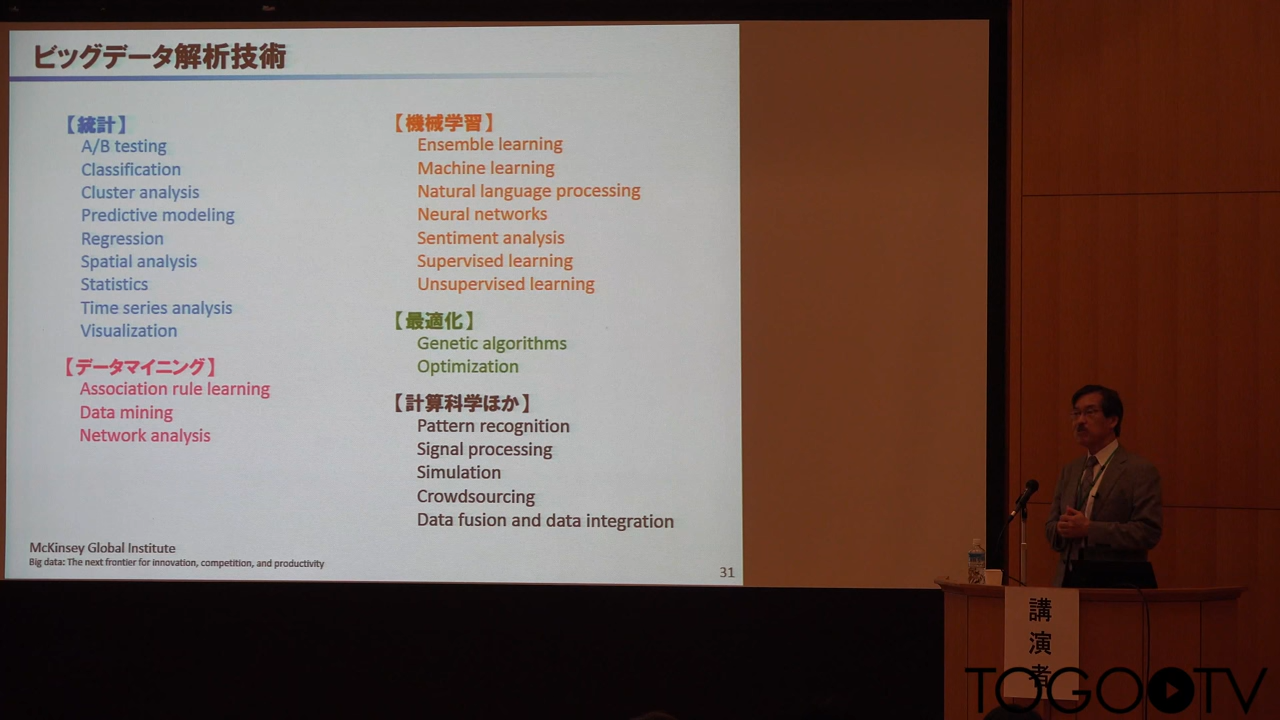 ビッグデータ解析技術
【統計】
A/B testing
Classification
Cluster analysis
Predictive modeling
Regression
Spatial analysis
Statistics
Time series analysis
Visualization
【データマイニング】
Association rule learning
Data mining
Network analysis
【機械学習】
Ensemble learning
Machine learning
Natural language processing
Neural networks
Sentiment analysis
Supervised learning
Unsupervised learning
【最適化】
Genetic algorithms
Optimization
【計算科学ほか】
Pattern recognition
Signal processing
Simulation
Crowdsourcing
Data fusion and data integration
McKinsey Global Institute
Big data: The next frontier for innovation, competition, and productivity
31
講演者
TOGOTV